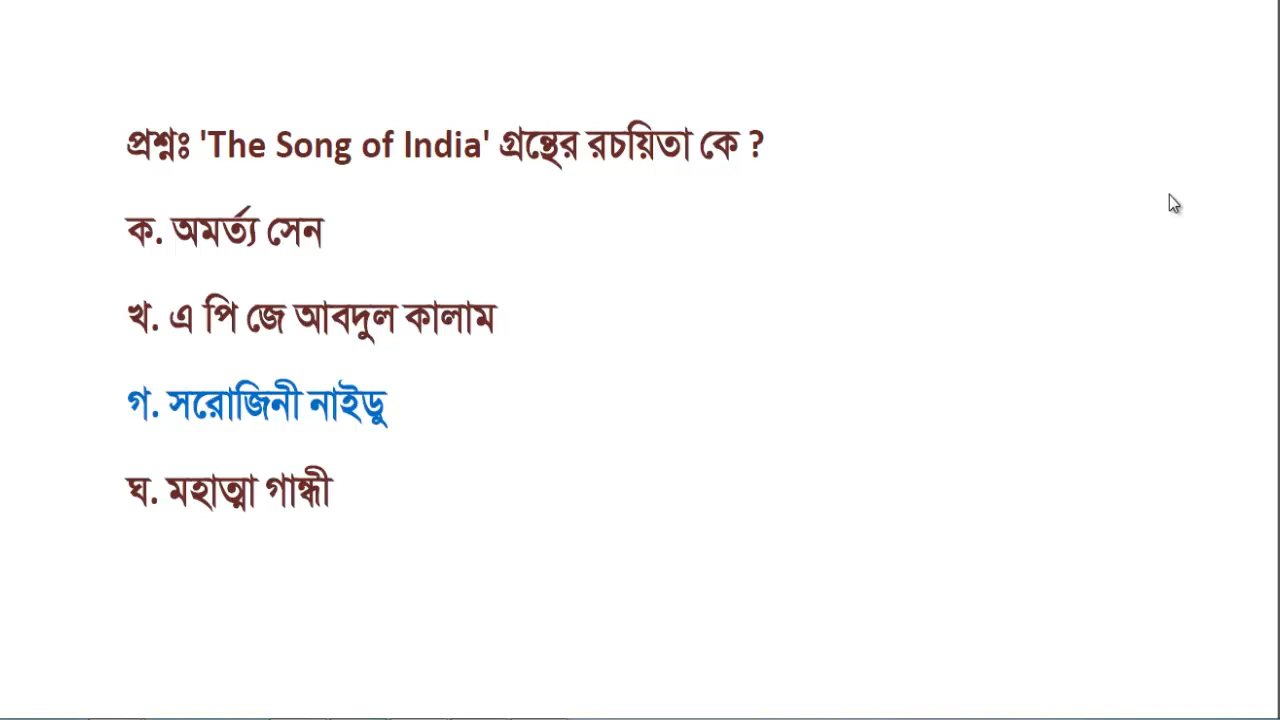 প্রশ্নঃ 'The Song of India' গ্রন্থের রচয়িতা কে ?
ক. অমর্ত্য সেন
খ. এ পি জে আবদুল কালাম
গ. সরোজিনী নাইডু
ঘ. মহাত্মা গান্ধী